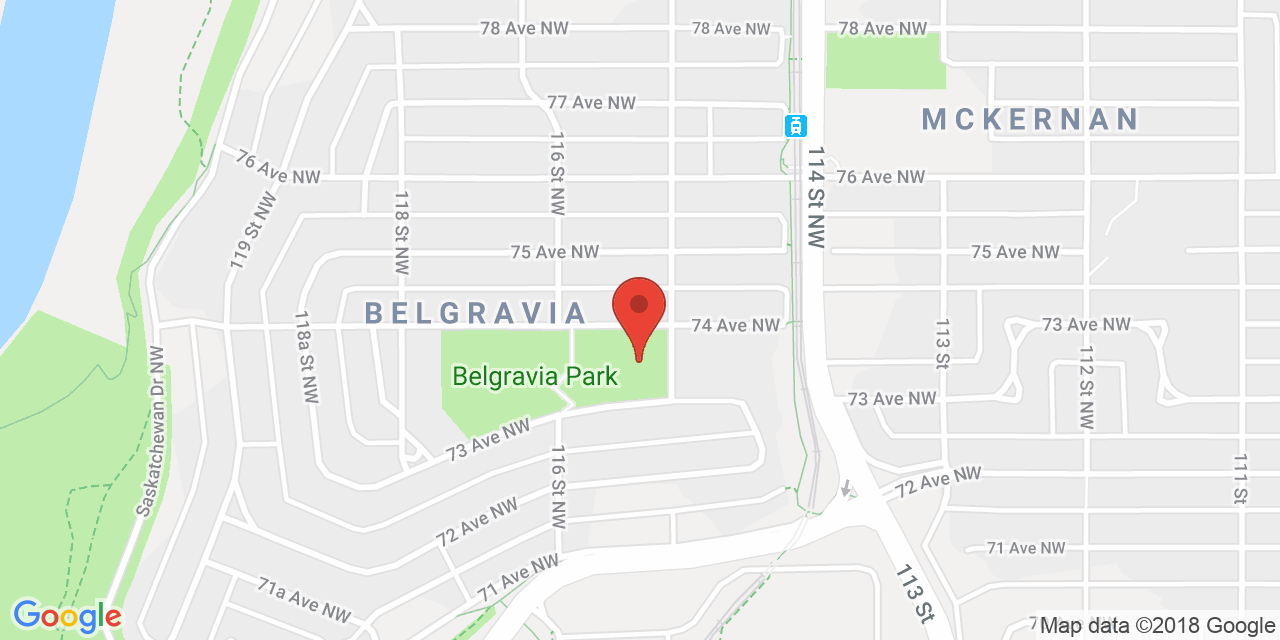 78 Ave NW
78 Ave NW
78 Ave NW
77 Ave NW
MCKERNAN
76 Ave NW
116 St NW
114 St NW
76 Ave NW
119 St NW
118 St NW
75 Ave NW
75 Ave NW
BELGRAVIA
74 Ave NW
73 Ave NW
118a St NW
113 St
112 St NW
Saskatchewan Dr NW
Belgravia Park
73 Ave NW
73 Ave NW
116 St NW
111 St
72 Ave NW
72 Ave NW
71 Ave NW
71 Ave NW
71a Ave NW
113 St
Google
Map data ©2018 Google